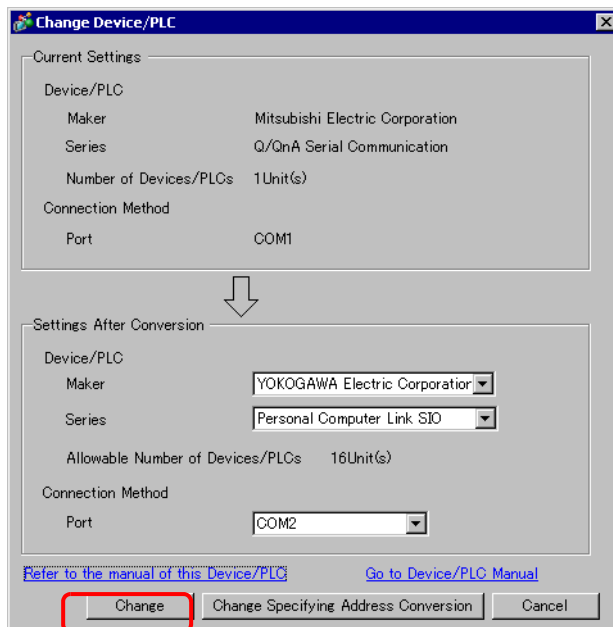 Change Device/PLC
Current Settings
Device/PLC
Maker Mitsubishi Electric Corporation
Series Q/QnA Serial Communication
Number of Devices/PLCs 1Unit(s)
Connection Method
Port COM1
Settings After Conversion
Device/PLC
Maker YOKOGAWA Electric Corporation
Series Personal Computer Link SIO
Allowable Number of Devices/PLCs 16Unit(s)
Connection Method
Port COM2
Refer to the manual of this Device/PLC Go to Device/PLC Manual
Change Change Specifying Address Conversion Cancel